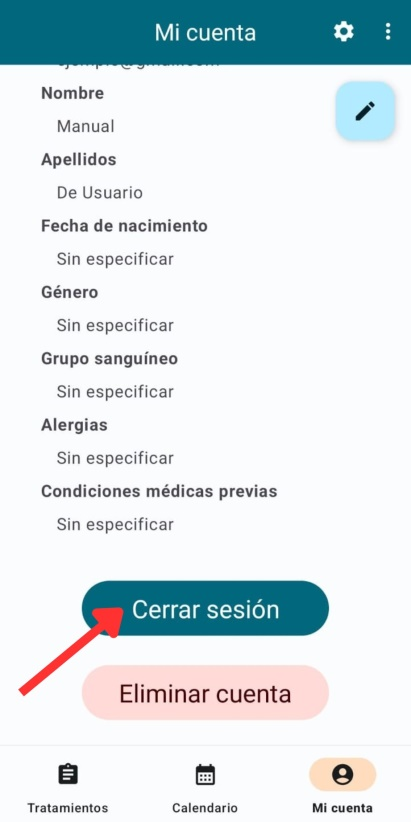 Mi cuenta
Nombre
Manual
Apellidos
De Usuario
Fecha de nacimiento
Sin especificar
Género
Sin especificar
Grupo sanguíneo
Sin especificar
Alergias
Sin especificar
Condiciones médicas previas
Sin especificar
Cerrar sesión
Eliminar cuenta
Tratamientos
Calendario
Mi cuenta